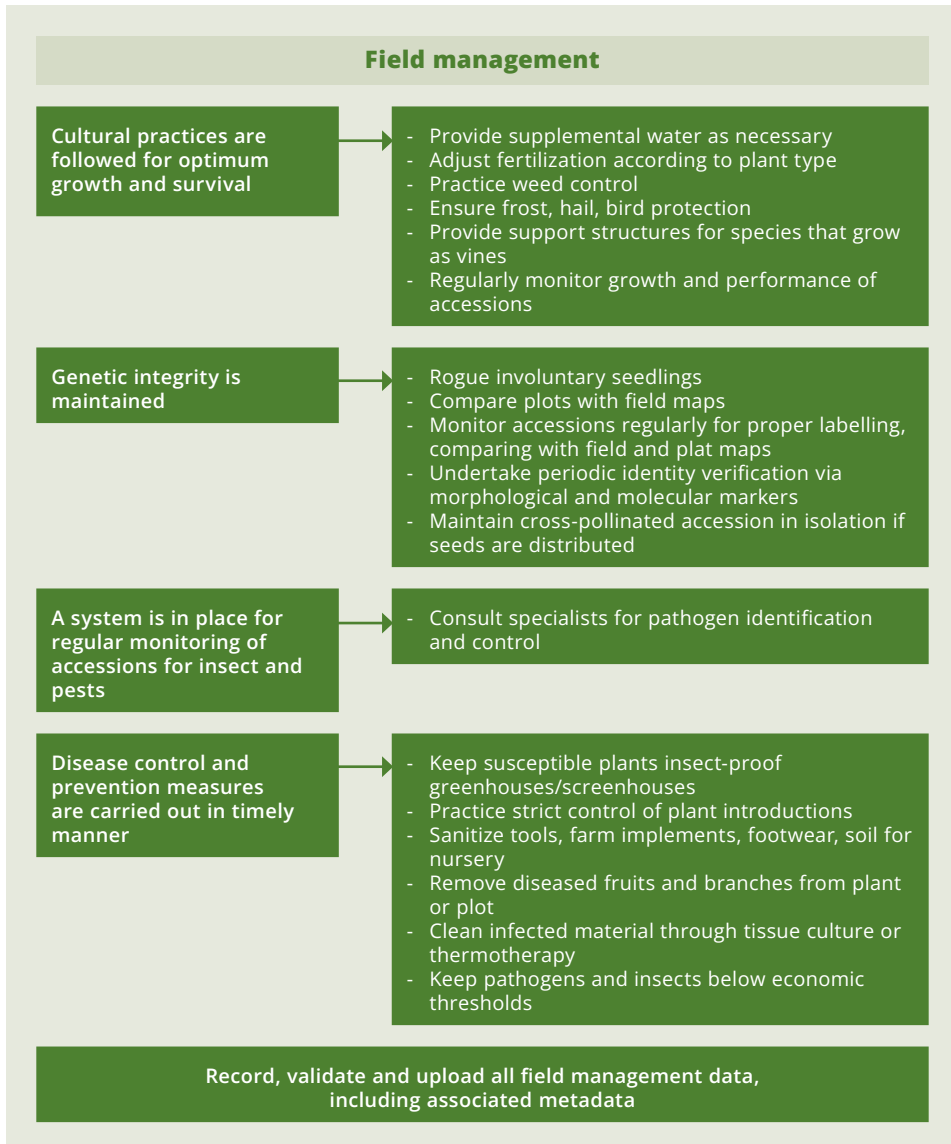 Field management
Cultural practices are
followed for optimum
growth and survival
- Provide supplemental water as necessary
- Adjust fertilization according to plant type
- Practice weed control
- Ensure frost, hail, bird protection
- Provide support structures for species that grow
as vines
- Regularly monitor growth and performance of
accessions
Genetic integrity is
maintained
- Rogue involuntary seedlings
- Compare plots with field maps
- Monitor accessions regularly for proper labelling,
comparing with field and plat maps
- Undertake periodic identity verification via
morphological and molecular markers
- Maintain cross-pollinated accession in isolation if
seeds are distributed
A system is in place for
regular monitoring of
accessions for insect and
pests
- Consult specialists for pathogen identification
and control
Disease control and
prevention measures
are carried out in timely
manner
- Keep susceptible plants insect-proof
greenhouses/screenhouses
- Practice strict control of plant introductions
- Sanitize tools, farm implements, footwear, soil for
nursery
- Remove diseased fruits and branches from plant
or plot
- Clean infected material through tissue culture or
thermotherapy
- Keep pathogens and insects below economic
thresholds
Record, validate and upload all field management data,
including associated metadata